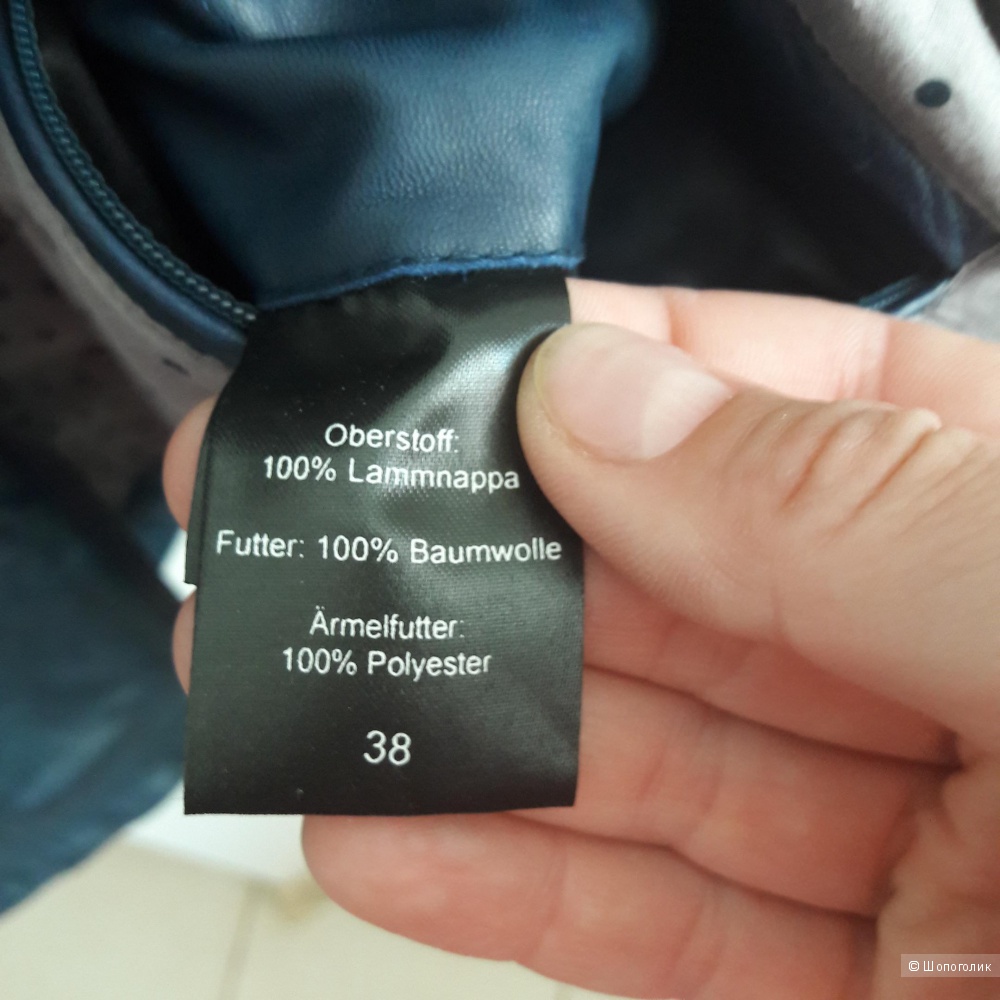 Oberstoff:
100% Lammnappa
Futter: 100% Baumwolle
Ärmelfutter:
100% Polyester
38
© Шопоголик